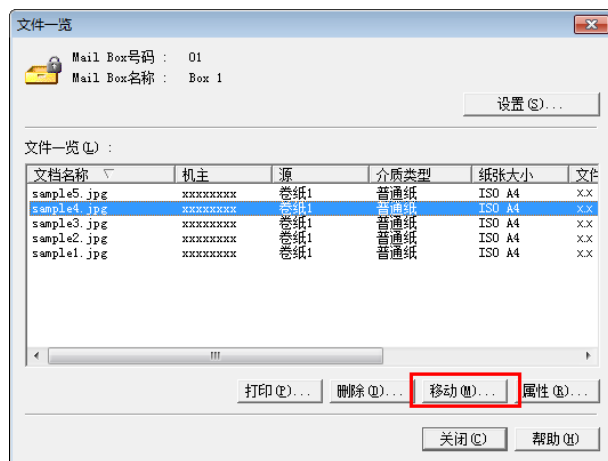 文件一览
Mail Box号码 : 01
Mail Box名称 : Box 1
设置(S)...
文件一览(L) :
文档名称 机主 源 介质类型 纸张大小 文件
sample5.jpg xxxxxxxx 卷纸1 普通纸 ISO A4 x.x
sample4.jpg xxxxxxxx 卷纸1 普通纸 ISO A4 x.x
sample3.jpg xxxxxxxx 卷纸1 普通纸 ISO A4 x.x
sample2.jpg xxxxxxxx 卷纸1 普通纸 ISO A4 x.x
sample1.jpg xxxxxxxx 卷纸1 普通纸 ISO A4 x.x
打印(P)... 删除(D)... 移动(M)... 属性(R)...
关闭(C) 帮助(H)